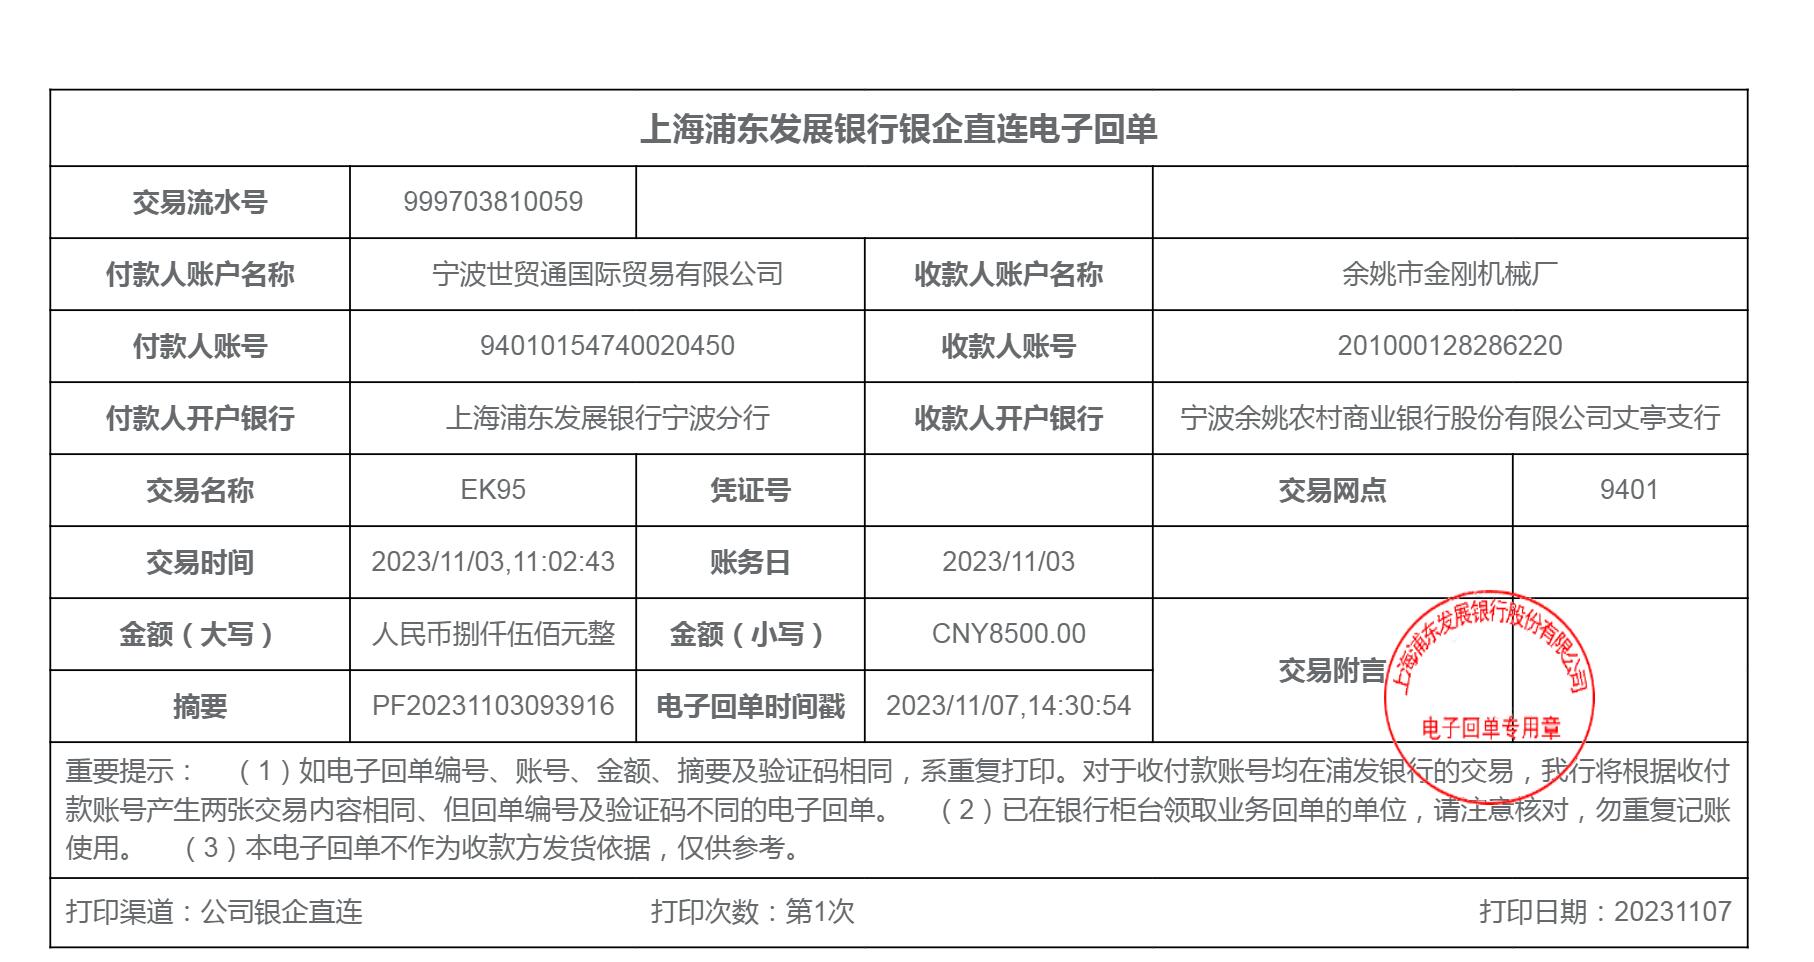 上海浦东发展银行银企直连电子回单
交易流水号 999703810059
付款人账户名称 宁波世贸通国际贸易有限公司 收款人账户名称 余姚市金刚机械厂
付款人账号 94010154740020450 收款人账号 201000128286220
付款人开户银行 上海浦东发展银行宁波分行 收款人开户银行 宁波余姚农村商业银行股份有限公司丈亭支行
交易名称 EK95 凭证号 交易网点 9401
交易时间 2023/11/03,11:02:43 账务日 2023/11/03
金额（大写） 人民币捌仟伍佰元整 金额（小写） CNY8500.00 交易附言
摘要 PF20231103093916 电子回单时间戳 2023/11/07,14:30:54
上海浦东发展银行股份有限公司
电子回单专用章
重要提示： （1）如电子回单编号、账号、金额、摘要及验证码相同，系重复打印。对于收付款账号均在浦发银行的交易，我行将根据收付
款账号产生两张交易内容相同、但回单编号及验证码不同的电子回单。 （2）已在银行柜台领取业务回单的单位，请注意核对，勿重复记账
使用。 （3）本电子回单不作为收款方发货依据，仅供参考。
打印渠道：公司银企直连 打印次数：第1次 打印日期：20231107